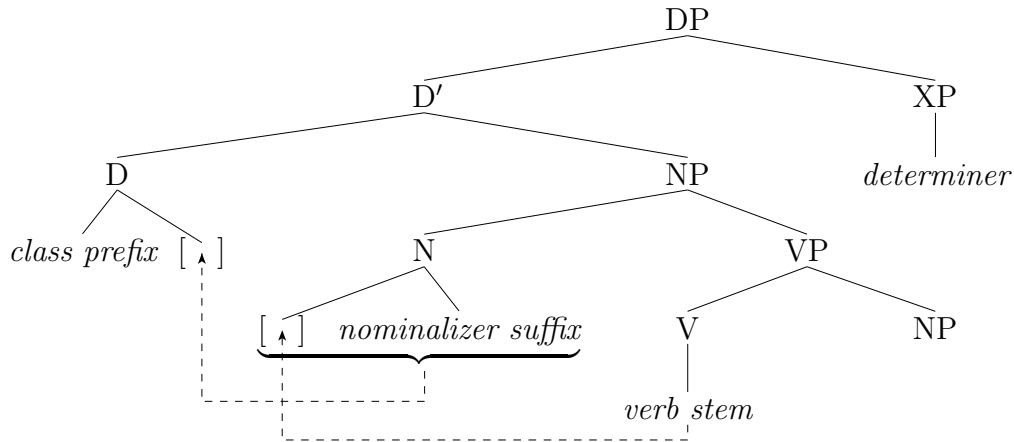 DP
D′ XP
D NP determiner
class prefix [ ] N VP
[ ] nominalizer suffix V NP
verb stem